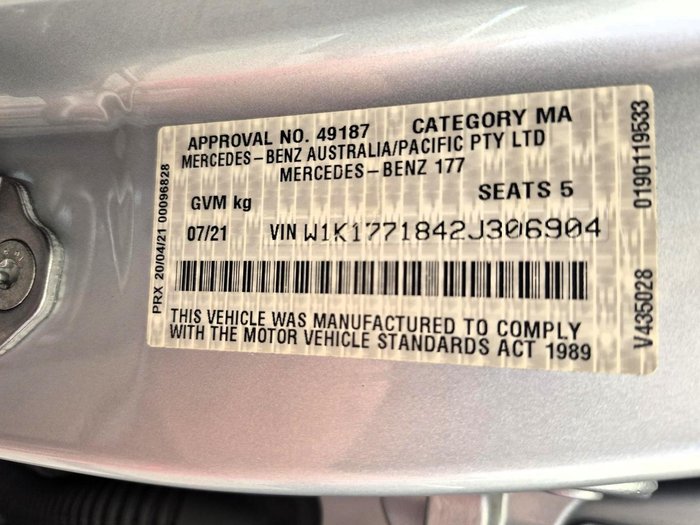 APPROVAL NO. 49187 CATEGORY MA
MERCEDES-BENZ AUSTRALIA/PACIFIC PTY LTD
MERCEDES-BENZ 177
GVM kg SEATS 5
07/21 VIN W1K1771842J306904
THIS VEHICLE WAS MANUFACTURED TO COMPLY
WITH THE MOTOR VEHICLE STANDARDS ACT 1989
PRX 20/04/21 00096828
V435028 0190119533